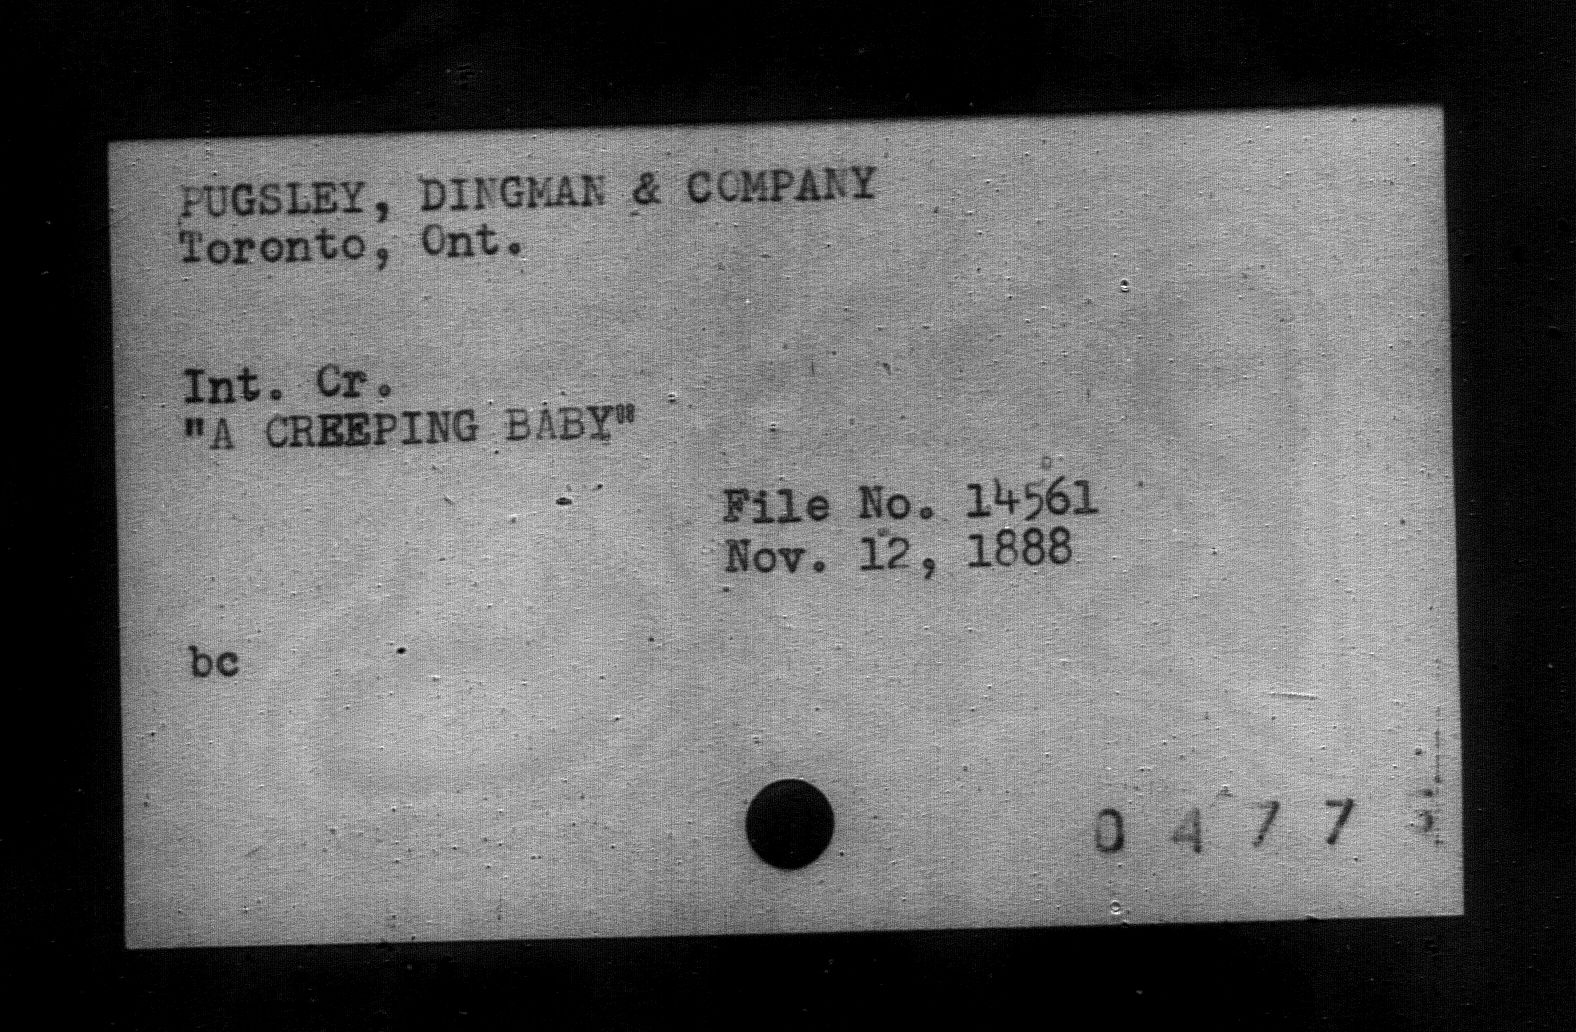 PUGSLEY, DINGMAN & COMPANY
Toronto, Ont.
Int. Cr.
"A CREEPING BABY"
File No. 14561
Nov. 12, 1888
bc
0 4 7 7